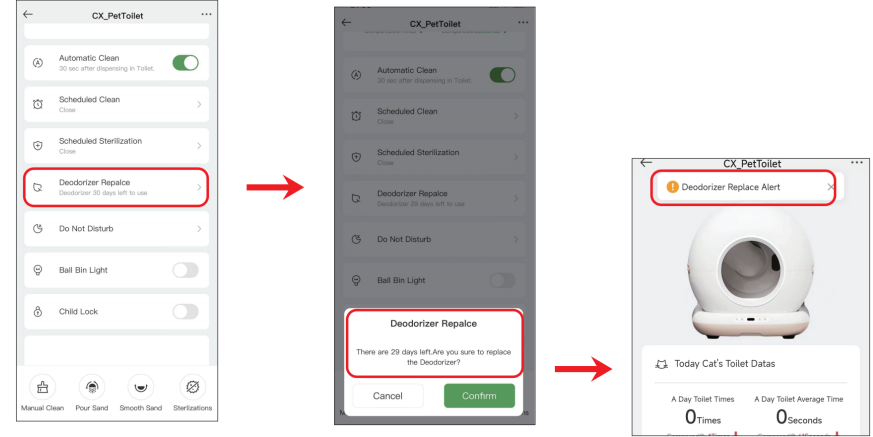 CX_PetToilet
Automatic Clean
30 sec after dispensing in Toilet.
Scheduled Clean
Close
Scheduled Sterilization
Close
Deodorizer Repalce
Deodorizer 30 days left to use
Do Not Disturb
Ball Bin Light
Child Lock
Manual Clean
Pour Sand
Smooth Sand
Sterlizations
CX_PetToilet
Automatic Clean
30 sec after dispensing in Toilet.
Scheduled Clean
Close
Scheduled Sterilization
Close
Deodorizer Repalce
Deodorizer 29 days left to use
Do Not Disturb
Ball Bin Light
Deodorizer Repalce
There are 29 days left.Are you sure to replace
the Deodorizer?
Cancel
Confirm
CX_PetToilet
Deodorizer Replace Alert
Today Cat's Toilet Datas
A Day Toilet Times
0Times
A Day Toilet Average Time
0Seconds